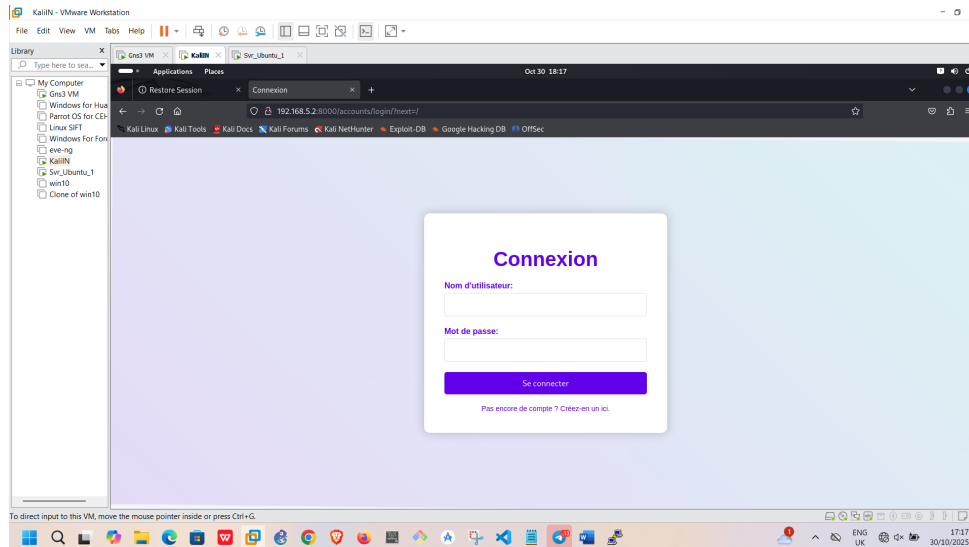 KaliIN - VMware Workstation
File Edit View VM Tabs Help
Library X
Type here to sea...
My Computer
Gns3 VM
Windows for Hua
Parrot OS for CEH
Linux SIFT
Windows For Fore
eve-ng
KaliIN
Svr_Ubuntu_1
win10
Clone of win10
Gns3 VM
KaliIN
Svr_Ubuntu_1
Applications Places
Oct 30 18:17
Restore Session
Connexion
192.168.5.2:8000/accounts/login/?next=/
Kali Linux Kali Tools Kali Docs Kali Forums Kali NetHunter Exploit-DB Google Hacking DB OffSec
Connexion
Nom d'utilisateur:
Mot de passe:
Se connecter
Pas encore de compte ? Créez-en un ici.
To direct input to this VM, move the mouse pointer inside or press Ctrl+G.
ENG
UK
17:17
30/10/2025